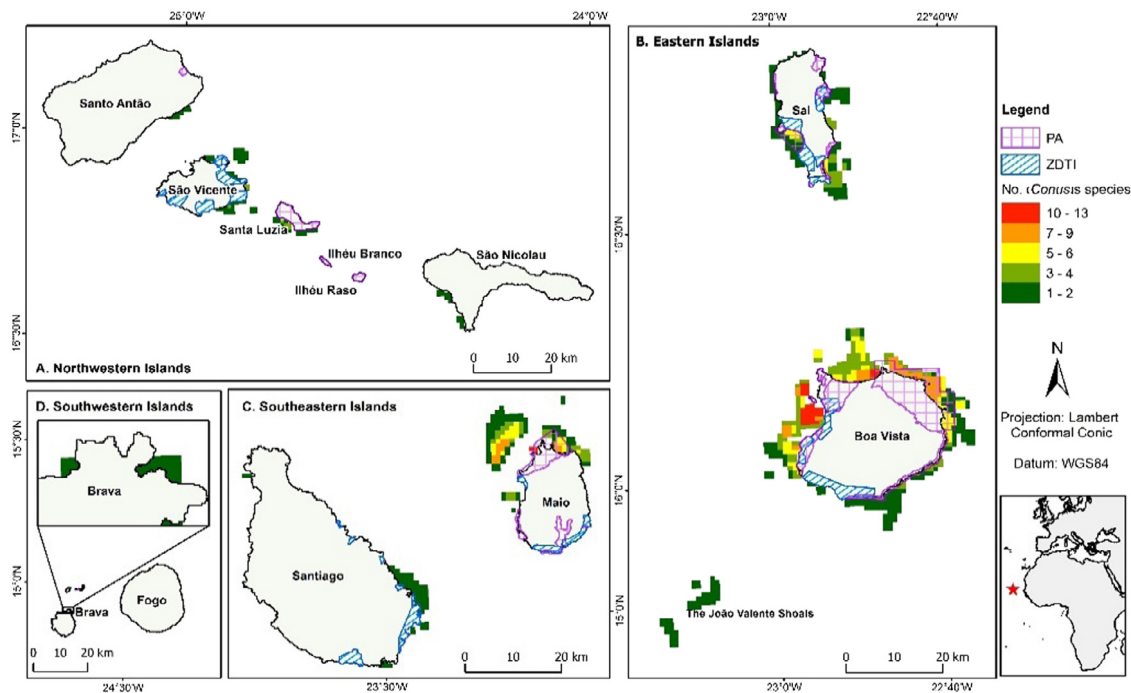 26°0'W
24°0'W
23°0'W
22°40'W
Santo Antão
São Vicente
Santa Luzia
Ilhéu Branco
Ilhéu Raso
São Nicolau
17°0'N
16°30'N
0 10 20 km
A. Northwestern Islands
B. Eastern Islands
Sal
Boa Vista
The João Valente Shoals
16°30'N
16°0'N
15°0'N
0 10 20 km
23°0'W
22°40'W
D. Southwestern Islands
Brava
Brava
Fogo
15°30'N
0 10 20 km
24°30'W
C. Southeastern Islands
Santiago
Maio
0 10 20 km
23°30'W
Legend
PA
ZDTI
No. ‹Conus›s species
10 - 13
7 - 9
5 - 6
3 - 4
1 - 2
N
Projection: Lambert
Conformal Conic
Datum: WGS84